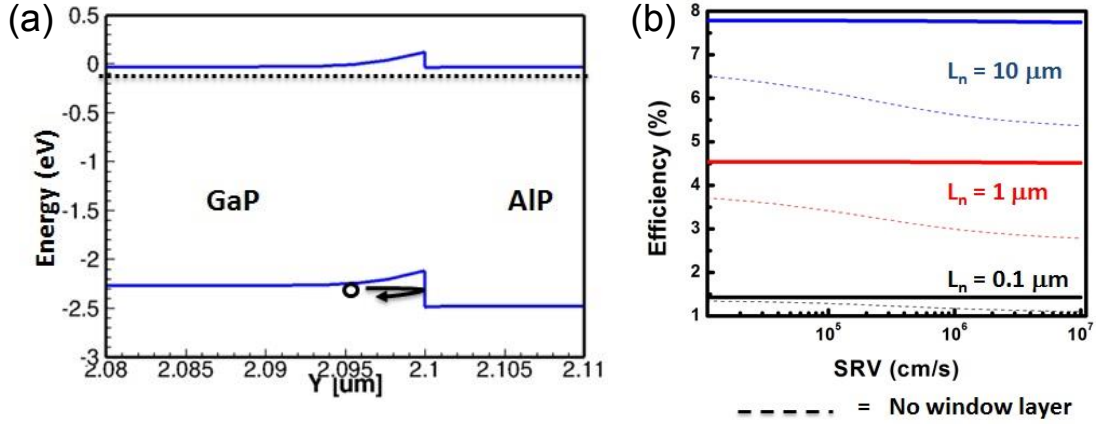 (a)
0.5
0
-0.5
-1
-1.5
-2
-2.5
-3
Energy (eV)
GaP
AlP
2.08
2.085
2.09
2.095
2.1
2.105
2.11
Y [um]
(b)
8
7
6
5
4
3
2
1
Efficiency (%)
Lₙ = 10 μm
Lₙ = 1 μm
Lₙ = 0.1 μm
10⁵
10⁶
10⁷
SRV (cm/s)
= No window layer